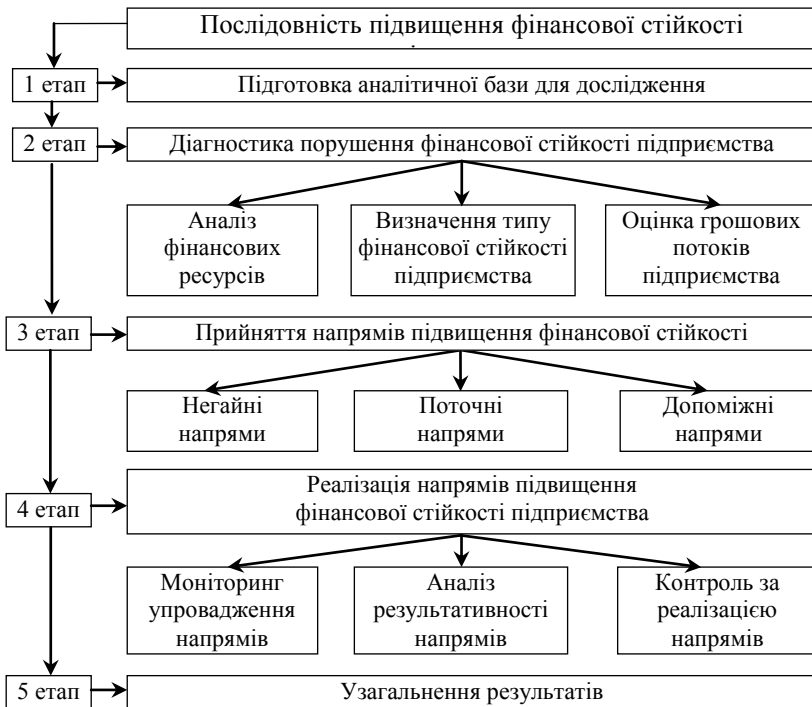 Послідовність підвищення фінансової стійкості
1 етап
Підготовка аналітичної бази для дослідження
2 етап
Діагностика порушення фінансової стійкості підприємства
Аналіз
фінансових
ресурсів
Визначення типу
фінансової стійкості
підприємства
Оцінка грошових
потоків
підприємства
3 етап
Прийняття напрямів підвищення фінансової стійкості
Негайні
напрями
Поточні
напрями
Допоміжні
напрями
4 етап
Реалізація напрямів підвищення
фінансової стійкості підприємства
Моніторинг
упровадження
напрямів
Аналіз
результативності
напрямів
Контроль за
реалізацією
напрямів
5 етап
Узагальнення результатів